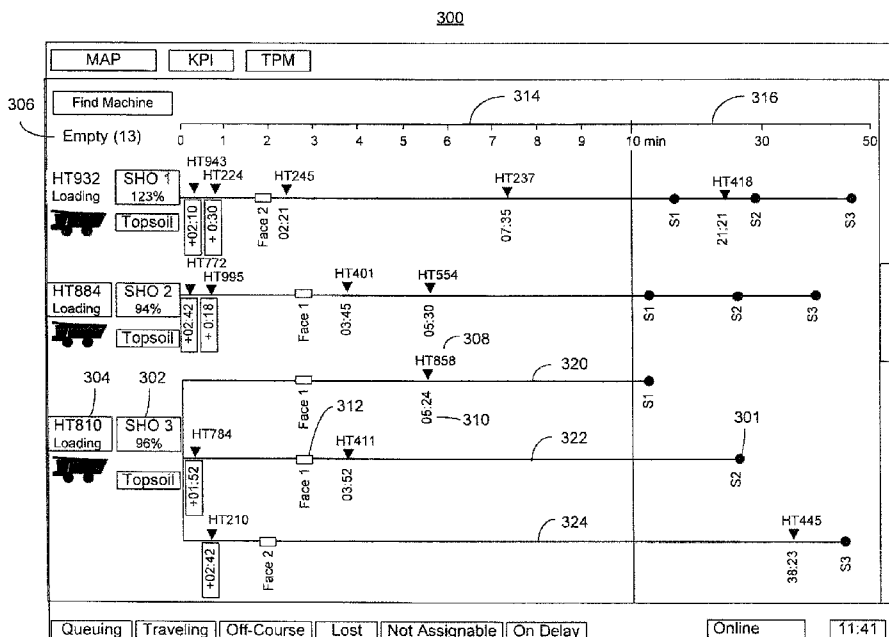 300
MAP KPI TPM
306
Find Machine
314
316
Empty (13)
0 1 2 3 4 5 6 7 8 9 10 min 30 50
HT932
Loading
SHO 1
123%
Topsoil
HT943
HT224
HT245
HT237
HT418
+02:10
+ 0:30
Face 2
02:21
07:35
S1
21:21
S2
S3
HT884
Loading
SHO 2
94%
Topsoil
HT772
HT995
HT401
HT554
+02:42
+ 0:18
Face 1
03:45
05:30
S1
S2
S3
308
HT858
320
Face 1
05:24
310
S1
304
302
312
301
HT810
Loading
SHO 3
96%
Topsoil
HT784
HT411
322
+01:52
Face 1
03:52
S2
HT210
324
HT445
+02:42
Face 2
38:23
S3
Queuing Traveling Off-Course Lost Not Assignable On Delay Online 11:41